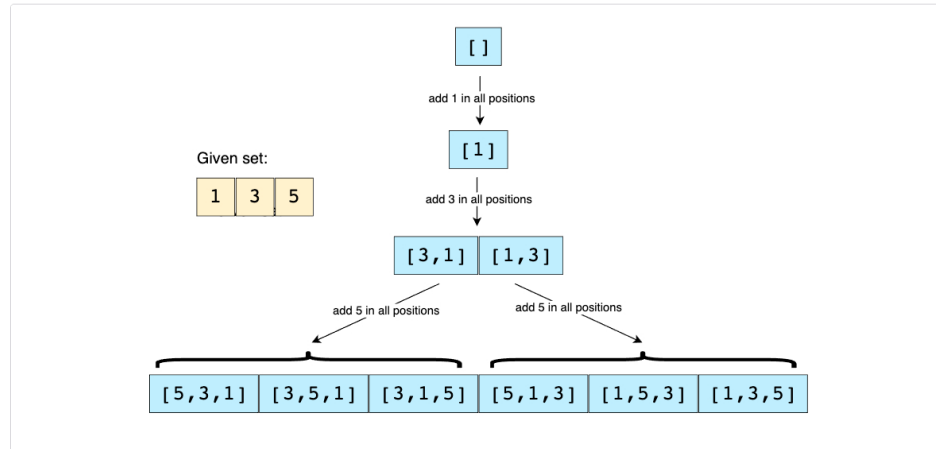 [ ]
add 1 in all positions
[1]
Given set:
1 3 5
add 3 in all positions
[3,1] [1,3]
add 5 in all positions
add 5 in all positions
[5,3,1] [3,5,1] [3,1,5] [5,1,3] [1,5,3] [1,3,5]